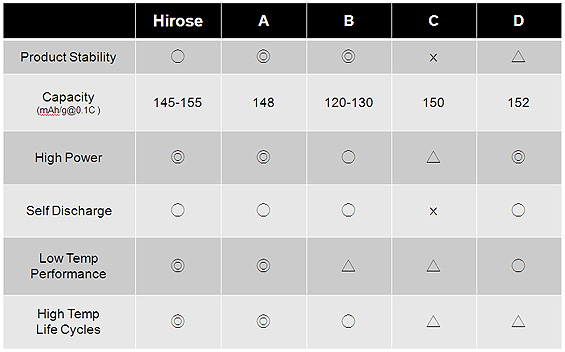 Hirose A B C D
Product Stability ○ ◎ ◎ × △
Capacity
(mAh/g@0.1C ) 145-155 148 120-130 150 152
High Power ◎ ◎ ○ △ ◎
Self Discharge ○ ○ ○ × ○
Low Temp
Performance ◎ ◎ △ △ ○
High Temp
Life Cycles ◎ ◎ ○ △ △